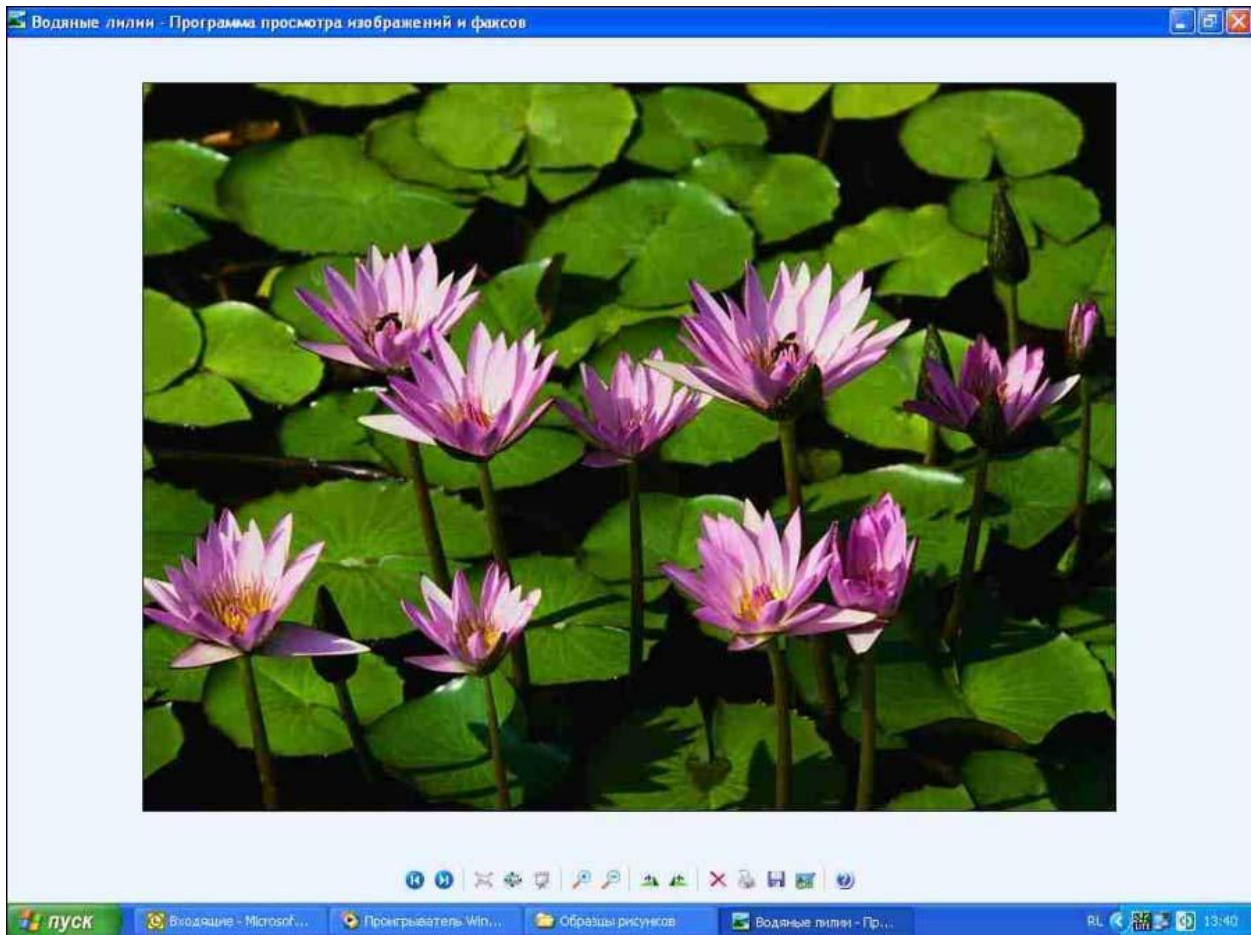 Водяные лилии - Программа просмотра изображений и факсов
пуск
Входящие - Microsof...
Проигрыватель Win...
Образцы рисунков
Водяные лилии - Пр...
RL
13:40